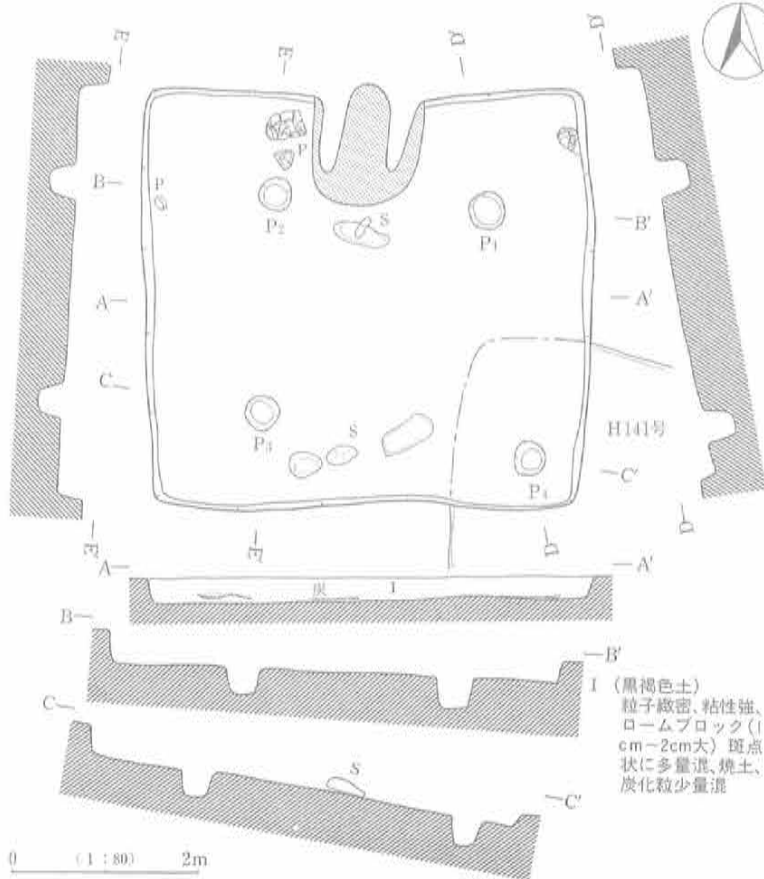 E
E
D
D
P
B
P
B'
P₂
S
P₁
A
A'
C
H141号
P₃
S
C'
P₄
E
E
D
D
A
A'
炭 I
B
B'
I (黒褐色土)
粒子緻密、粘性強、
ロームブロック(1
cm−2cm大) 斑点
状に多量混、焼土、
炭化粒少量混
C
S
C'
0 (1:80) 2m